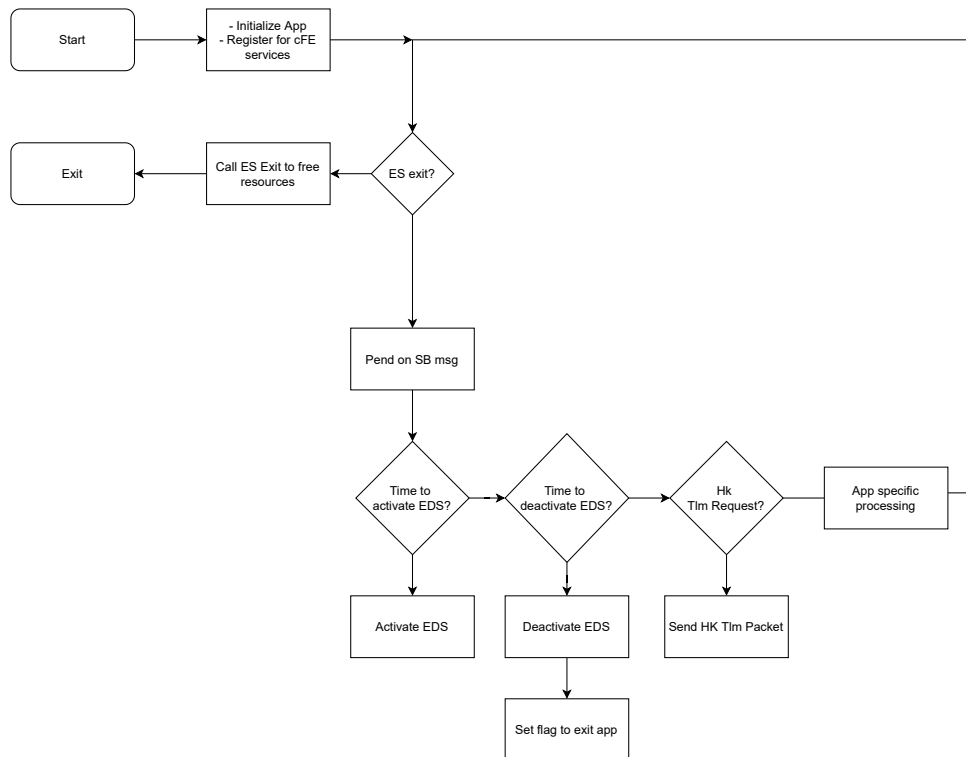 Start
- Initialize App
- Register for cFE
services
Exit
Call ES Exit to free
resources
ES exit?
Pend on SB msg
Time to
activate EDS?
Time to
deactivate EDS?
Hk
Tlm Request?
App specific
processing
Activate EDS
Deactivate EDS
Send HK Tlm Packet
Set flag to exit app